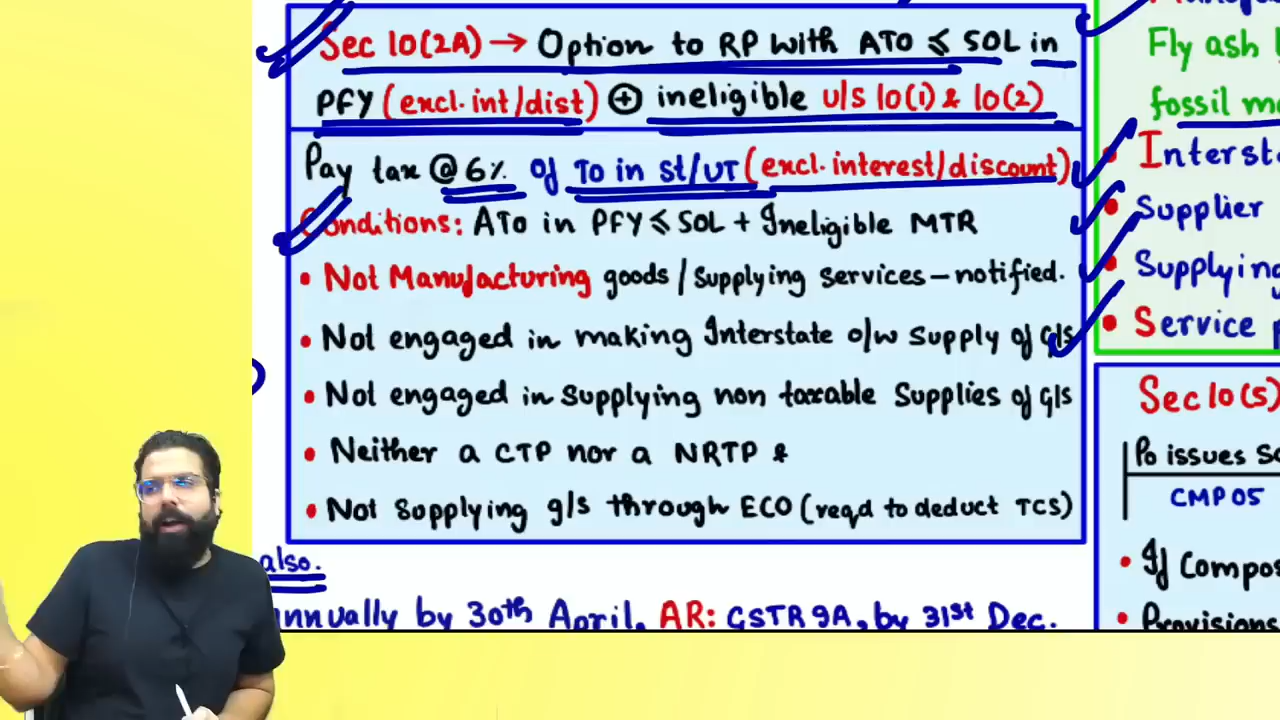 Sec 10(2A) → Option to RP with ATO ≤ 50L in
PFY (excl. int/dist) ⊕ ineligible u/s 10(1) & 10(2)
Pay tax @ 6% of To in St/UT (excl. interest/discount)
Conditions: ATo in PFY ≤ 50L + Ineligible MTR
• Not Manufacturing goods / Supplying services – notified.
• Not engaged in making Interstate o/w Supply of G/s
• Not engaged in Supplying non taxable Supplies of G/s
• Neither a CTP nor a NRTP &
• Not Supplying g/s through ECO (reqd to deduct TCS)
also.
annually by 30th April, AR: GSTR 9A, by 31st Dec.
Fly ash
fossil
• Interst
• Supplier
• Supplying
• Service
Sec 10(5)
Po issues
CMP 05
• If Compos
• Provisions